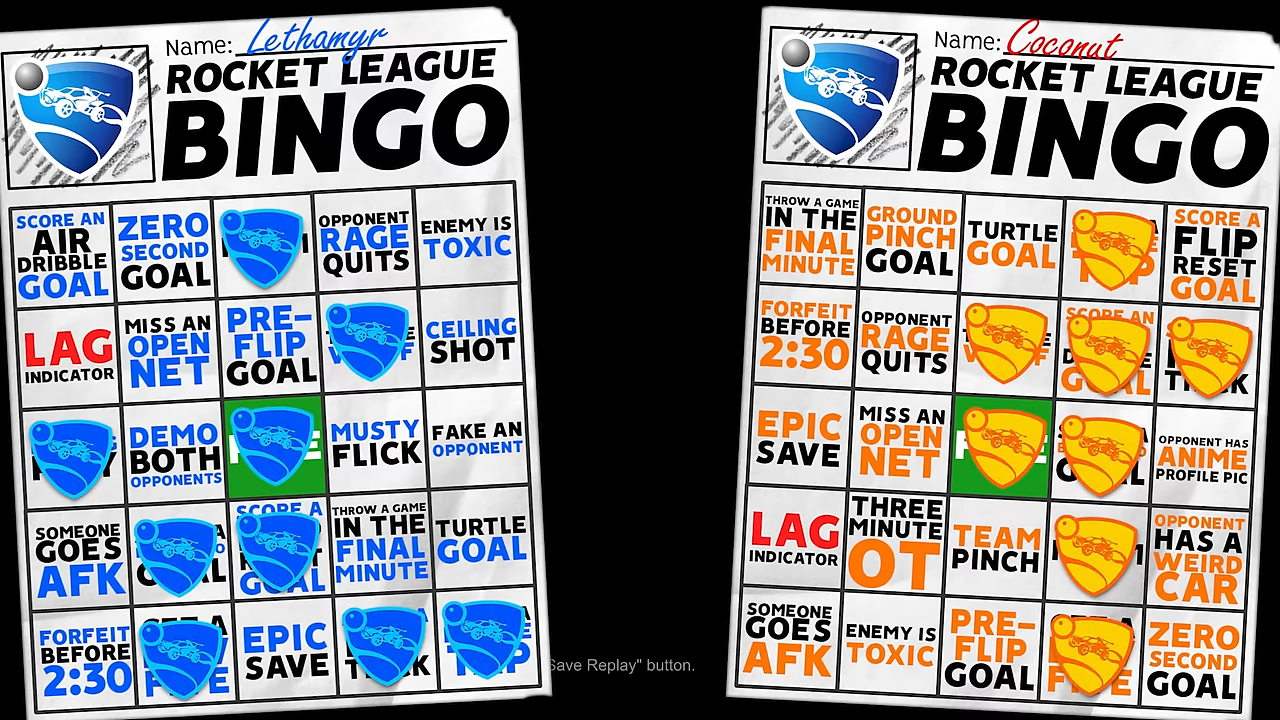 Name: Lethamyr
ROCKET LEAGUE
BINGO
SCORE AN
AIR
DRIBBLE
GOAL
ZERO
SECOND
GOAL
OPPONENT
RAGE
QUITS
ENEMY IS
TOXIC
LAG
INDICATOR
MISS AN
OPEN
NET
PRE-
FLIP
GOAL
CEILING
SHOT
DEMO
BOTH
OPPONENTS
MUSTY
FLICK
FAKE AN
OPPONENT
SOMEONE
GOES
AFK
SCORE A
GOAL
THROW A GAME
IN THE
FINAL
MINUTE
TURTLE
GOAL
FORFEIT
BEFORE
2:30
EPIC
SAVE
Save Replay" button.
Name: Coconut
ROCKET LEAGUE
BINGO
THROW A GAME
IN THE
FINAL
MINUTE
GROUND
PINCH
GOAL
TURTLE
GOAL
SCORE A
FLIP
RESET
GOAL
FORFEIT
BEFORE
2:30
OPPONENT
RAGE
QUITS
SCORE AN
GOAL
EPIC
SAVE
MISS AN
OPEN
NET
OPPONENT HAS
ANIME
PROFILE PIC
LAG
INDICATOR
THREE
MINUTE
OT
TEAM
PINCH
OPPONENT
HAS A
WEIRD
CAR
SOMEONE
GOES
AFK
ENEMY IS
TOXIC
PRE-
FLIP
GOAL
ZERO
SECOND
GOAL